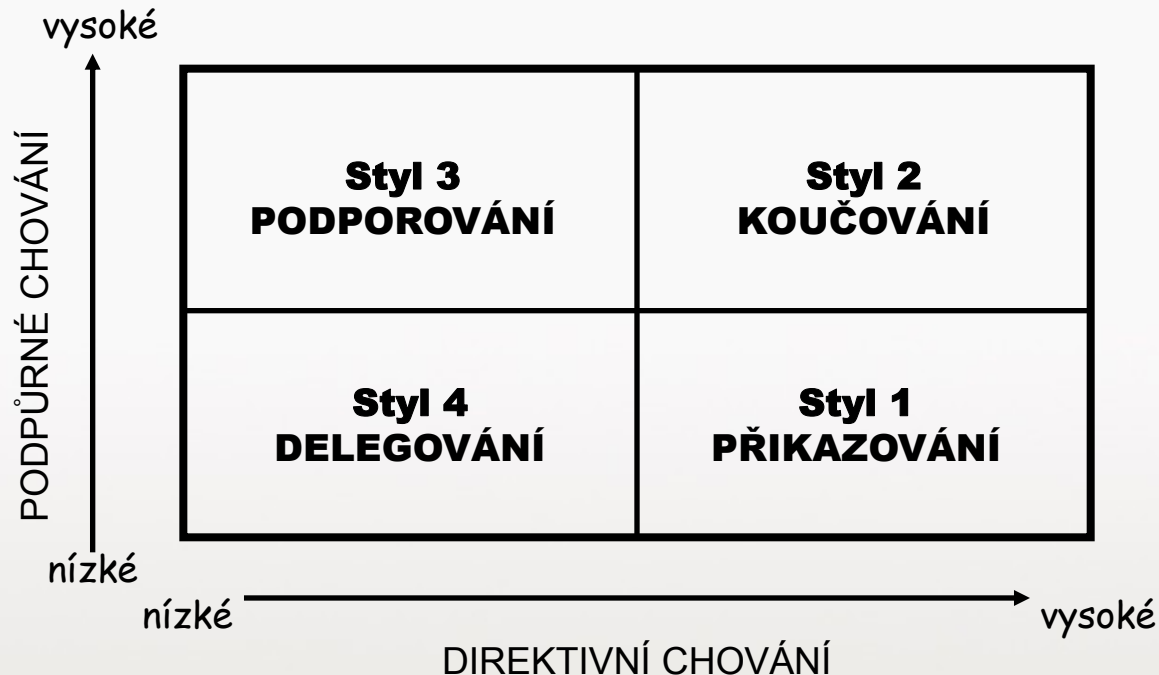 vysoké
PODPŮRNÉ CHOVÁNÍ
Styl 3
PODPOROVÁNÍ
Styl 2
KOUČOVÁNÍ
Styl 4
DELEGOVÁNÍ
Styl 1
PŘIKAZOVÁNÍ
nízké
nízké
vysoké
DIREKTIVNÍ CHOVÁNÍ